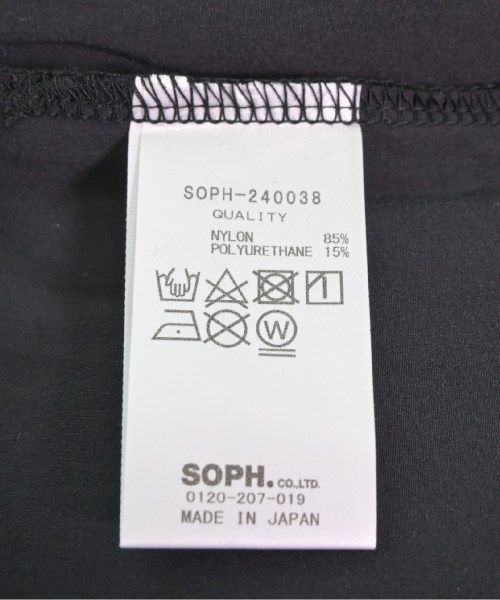 SOPH-240038
QUALITY
NYLON 85%
POLYURETHANE 15%
W
SOPH. CO.,LTD.
0120-207-019
MADE IN JAPAN